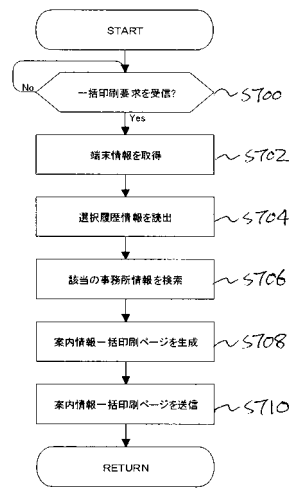 START
一括印刷要求を受信?
S700
No
Yes
端末情報を取得
S702
選択履歴情報を読出
S704
該当の事務所情報を検索
S706
案内情報一括印刷ページを生成
S708
案内情報一括印刷ページを送信
S710
RETURN